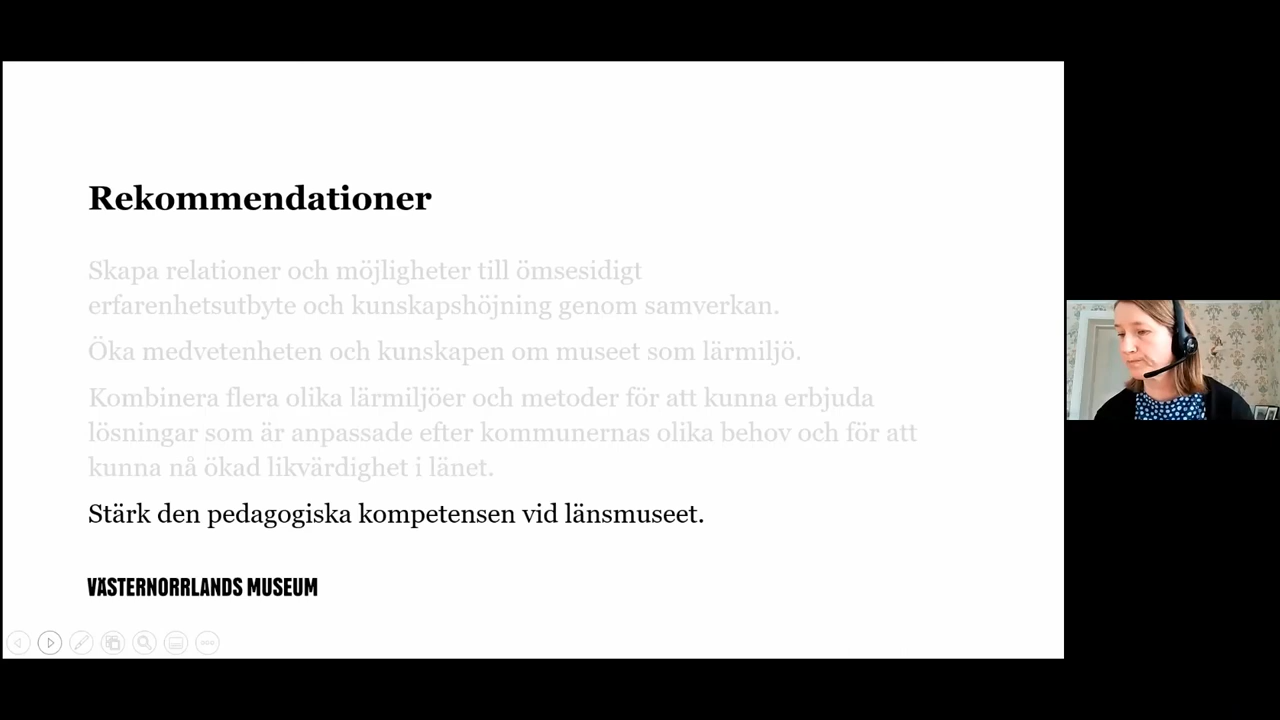 Rekommendationer
Skapa relationer och möjligheter till ömsesidigt
erfarenhetsutbyte och kunskapshöjning genom samverkan.
Öka medvetenheten och kunskapen om museet som lärmiljö.
Kombinera flera olika lärmiljöer och metoder för att kunna erbjuda
lösningar som är anpassade efter kommunernas olika behov och för att
kunna nå ökad likvärdighet i länet.
Stärk den pedagogiska kompetensen vid länsmuseet.
VÄSTERNORRLANDS MUSEUM